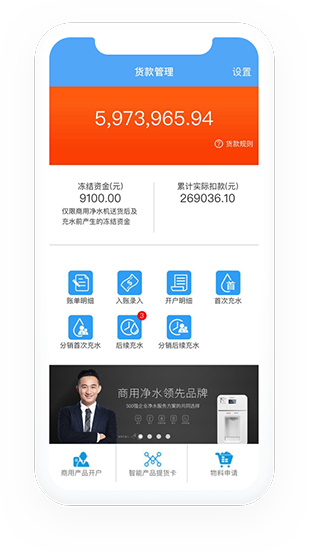 货款管理 设置
5,973,965.94
? 货款规则
冻结资金(元) 累计实际扣款(元)
9100.00 269036.10
仅限商用净水机送货后及
充水前产生的冻结资金
账单明细 入账录入 开户明细 首次充水
首
3
分销首次充水 后续充水 分销后续充水
商用净水领先品牌
500强企业净水服务方案的共同选择
商用产品开户 智能产品提货卡 物料申请